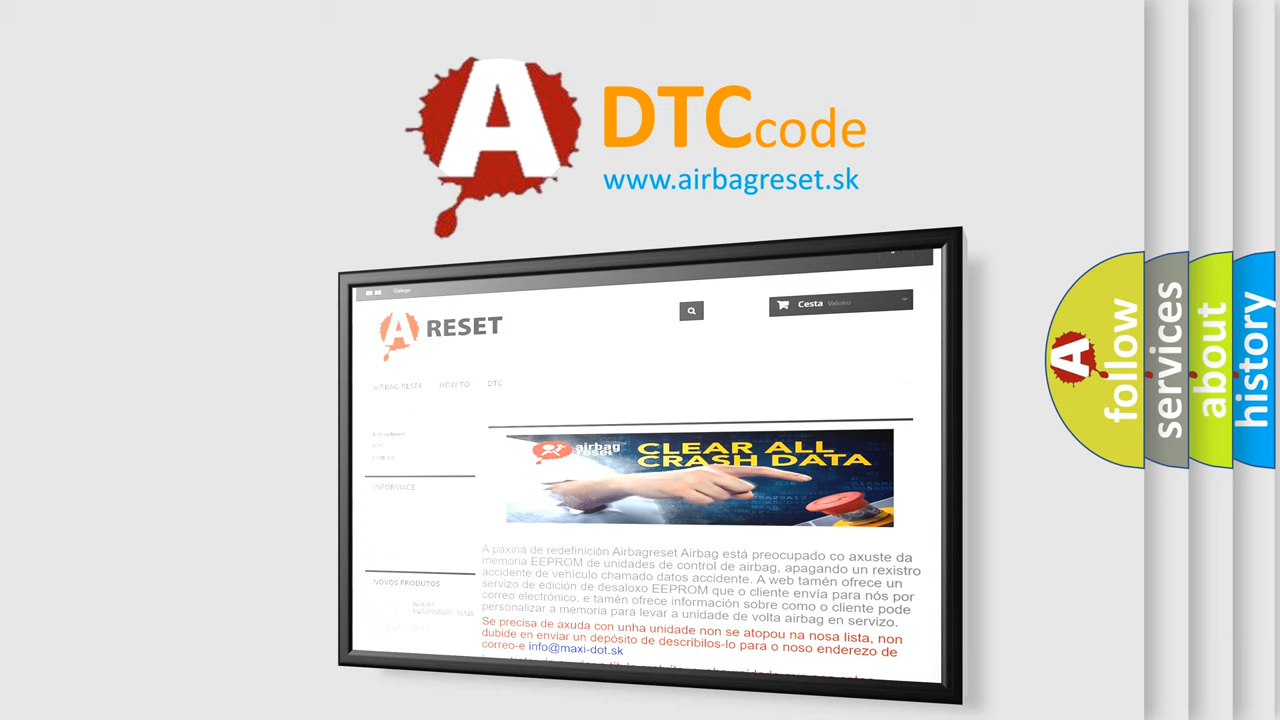 A
DTC code
www.airbagreset.sk
Galego
A RESET
Cesta Valeiro
AIRBAG RESET HOW TO DTC
INFORMACE
NOVOS PRODUTOS
airbag
reset
CLEAR ALL
CRASH DATA
A páxina de redefinición Airbagreset Airbag está preocupado co axuste da
memoria EEPROM de unidades de control de airbag, apagando un rexistro
accidente de vehículo chamado datos accidente. A web tamén ofrece un
servizo de edición de desaloxo EEPROM que o cliente envía para nós por
correo electrónico, e tamén ofrece información sobre como o cliente pode
personalizar a memoria para levar a unidade de volta airbag en servizo.
Se precisa de axuda con unha unidade non se atopou na nosa lista, non
dubide en enviar un depósito de describilos-lo para o noso enderezo de
correo-e info@maxi-dot.sk
A follow
services
about
history